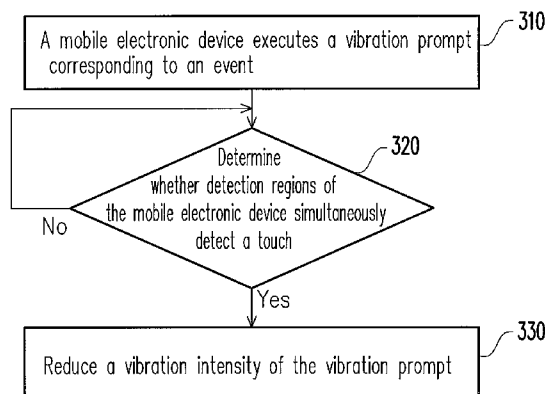 310
A mobile electronic device executes a vibration prompt
corresponding to an event
320
Determine
whether detection regions of
the mobile electronic device simultaneously
detect a touch
No
Yes
330
Reduce a vibration intensity of the vibration prompt